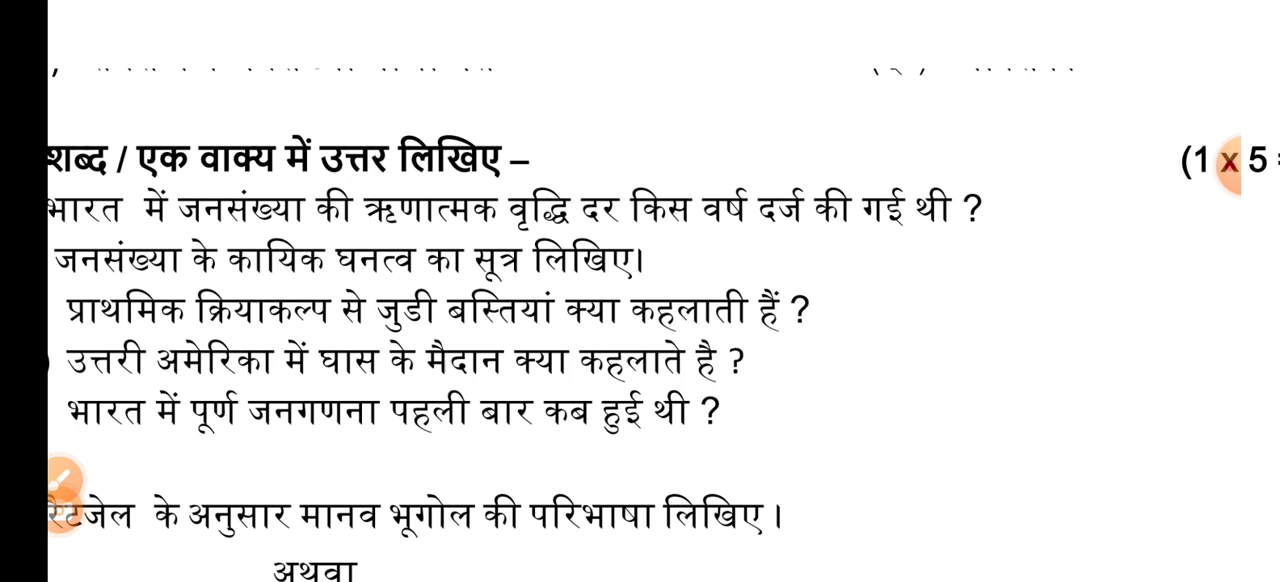 शब्द / एक वाक्य में उत्तर लिखिए – (1 x 5
भारत में जनसंख्या की ऋणात्मक वृद्धि दर किस वर्ष दर्ज की गई थी ?
जनसंख्या के कायिक घनत्व का सूत्र लिखिए।
प्राथमिक क्रियाकल्प से जुडी बस्तियां क्या कहलाती हैं ?
उत्तरी अमेरिका में घास के मैदान क्या कहलाते है ?
भारत में पूर्ण जनगणना पहली बार कब हुई थी ?
के अनुसार मानव भूगोल की परिभाषा लिखिए।
अथवा